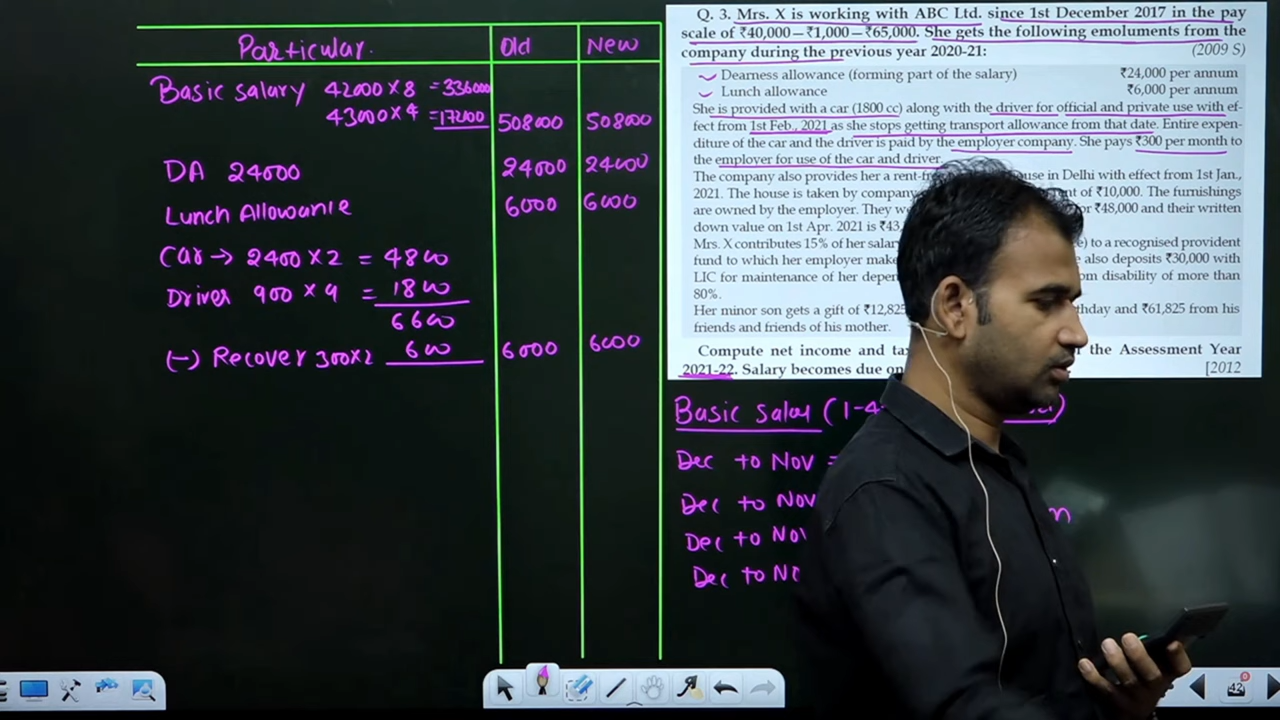 Particular.
Old
New
Basic salary 42000 × 8 = 336000
43000 × 4 = 172000
508000
508000
DA 24000
24000
24000
Lunch Allowance
6000
6000
Car → 2400 × 2 = 4800
Driver 900 × 4 = 1800
6600
(-) Recover 300×2 600
6000
6000
Q. 3. Mrs. X is working with ABC Ltd. since 1st December 2017 in the pay
scale of ₹40,000–₹1,000–₹65,000. She gets the following emoluments from the
company during the previous year 2020-21: (2009 S)
Dearness allowance (forming part of the salary) ₹24,000 per annum
Lunch allowance ₹6,000 per annum
She is provided with a car (1800 cc) along with the driver for official and private use with ef-
fect from 1st Feb., 2021 as she stops getting transport allowance from that date. Entire expen-
diture of the car and the driver is paid by the employer company. She pays ₹300 per month to
the employer for use of the car and driver.
The company also provides her a rent-fr use in Delhi with effect from 1st Jan.,
2021. The house is taken by company nt of ₹10,000. The furnishings
are owned by the employer. They we or ₹48,000 and their written
down value on 1st Apr. 2021 is ₹43,
Mrs. X contributes 15% of her salar e) to a recognised provident
fund to which her employer make also deposits ₹30,000 with
LIC for maintenance of her depen om disability of more than
80%.
Her minor son gets a gift of ₹12,825 thday and ₹61,825 from his
friends and friends of his mother.
Compute net income and tax the Assessment Year
2021-22. Salary becomes due on [2012
Basic salary (1-4-
Dec to Nov =
Dec to Nov
Dec to Nov
Dec to No
42